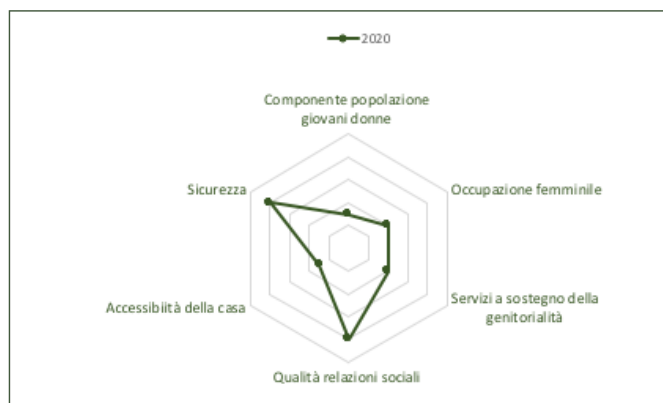 2020
Componente popolazione
giovani donne
Sicurezza
Occupazione femminile
Accessibiità della casa
Servizi a sostegno della
genitorialità
Qualità relazioni sociali